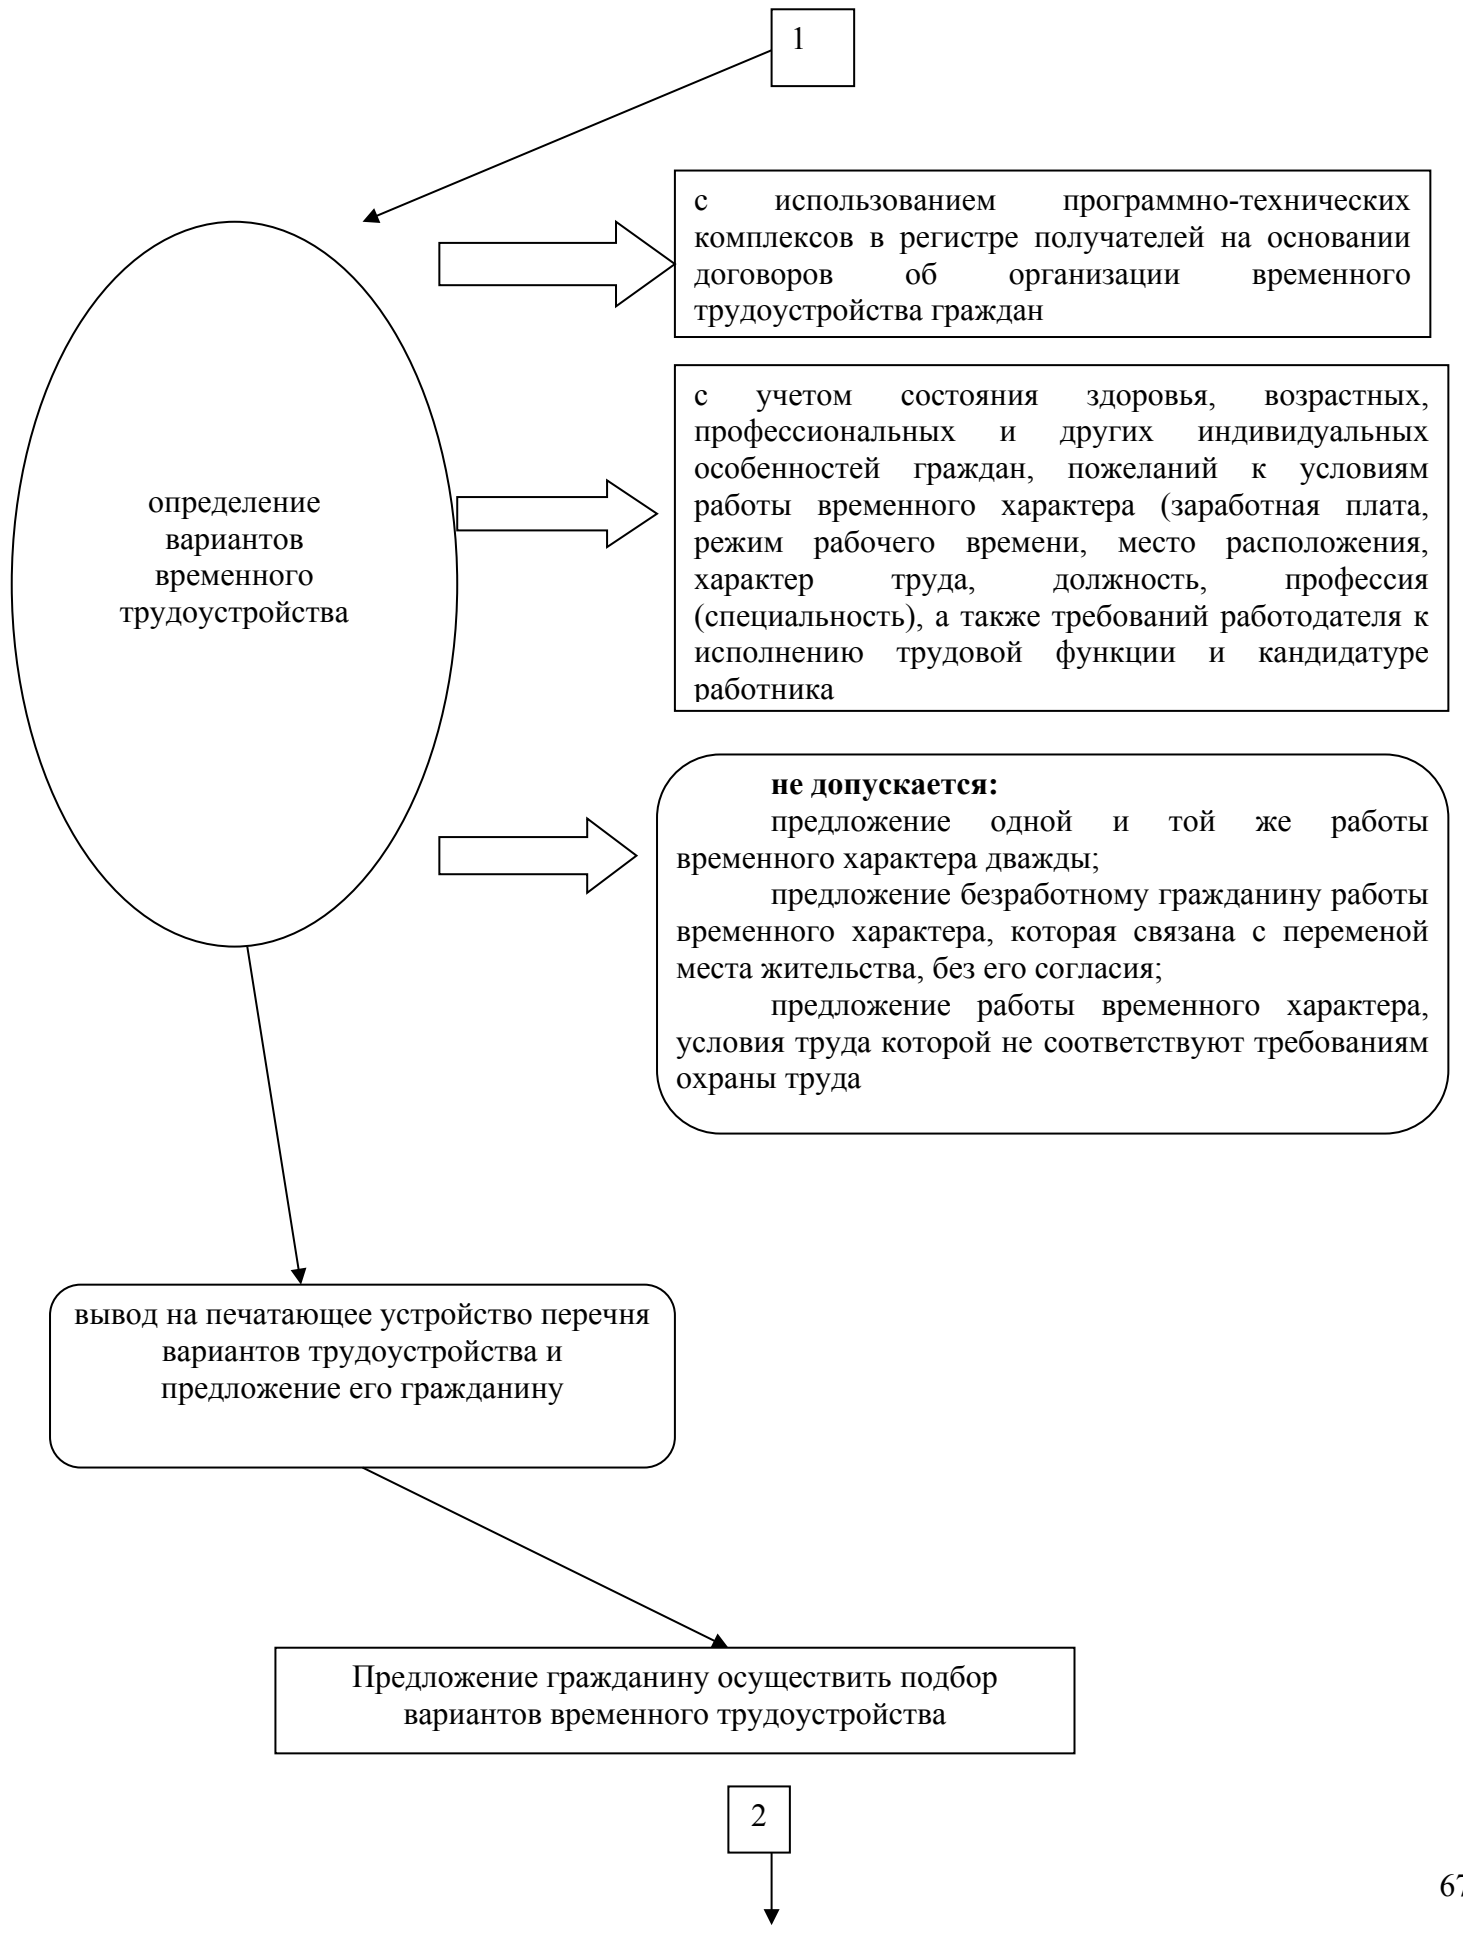 1
с использованием программно-технических
комплексов в регистре получателей на основании
договоров об организации временного
трудоустройства граждан
с учетом состояния здоровья, возрастных,
профессиональных и других индивидуальных
особенностей граждан, пожеланий к условиям
работы временного характера (заработная плата,
режим рабочего времени, место расположения,
характер труда, должность, профессия
(специальность), а также требований работодателя к
исполнению трудовой функции и кандидатуре
работника
определение
вариантов
временного
трудоустройства
не допускается:
предложение одной и той же работы
временного характера дважды;
предложение безработному гражданину работы
временного характера, которая связана с переменой
места жительства, без его согласия;
предложение работы временного характера,
условия труда которой не соответствуют требованиям
охраны труда
вывод на печатающее устройство перечня
вариантов трудоустройства и
предложение его гражданину
Предложение гражданину осуществить подбор
вариантов временного трудоустройства
2
67